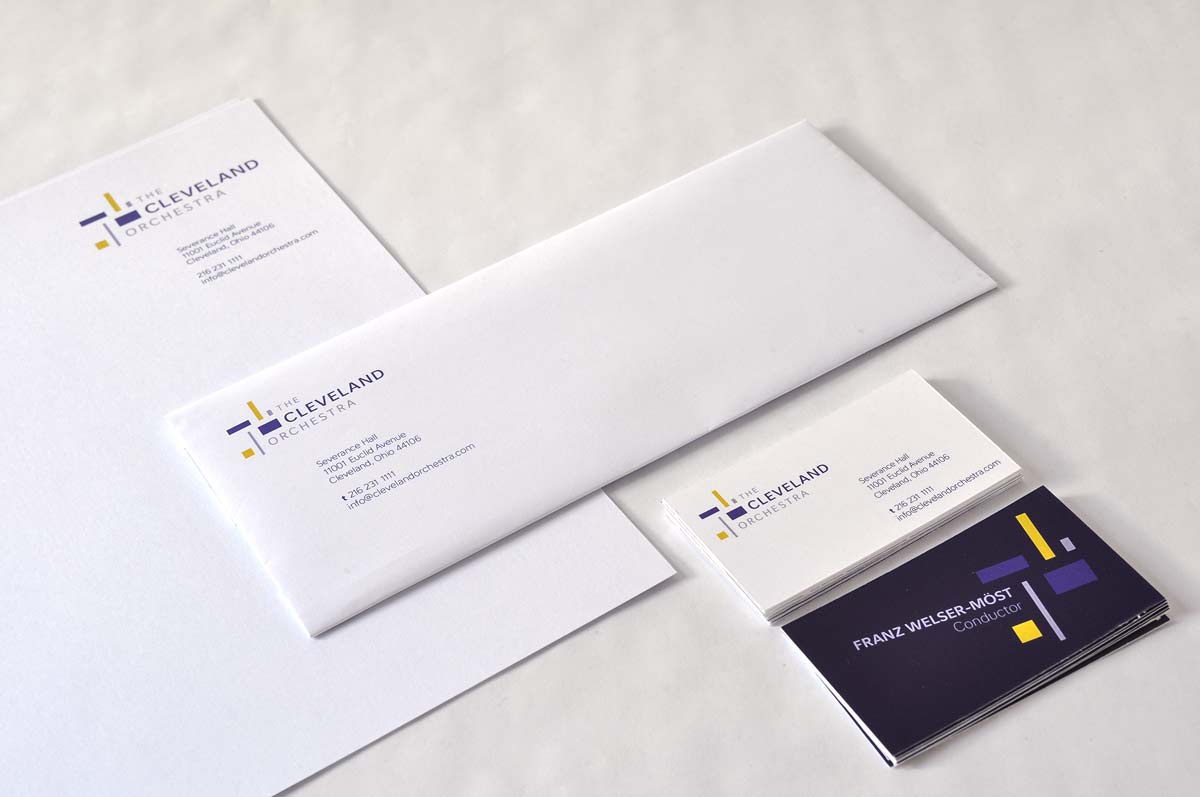 THE
CLEVELAND
ORCHESTRA
Severance Hall
11001 Euclid Avenue
Cleveland, Ohio 44106
216 231 1111
info@clevelandorchestra.com
THE
CLEVELAND
ORCHESTRA
Severance Hall
11001 Euclid Avenue
Cleveland, Ohio 44106
t 216 231 1111
info@clevelandorchestra.com
THE
CLEVELAND
ORCHESTRA
Severance Hall
11001 Euclid Avenue
Cleveland, Ohio 44106
t 216 231 1111
info@clevelandorchestra.com
FRANZ WELSER-MÖST
Conductor